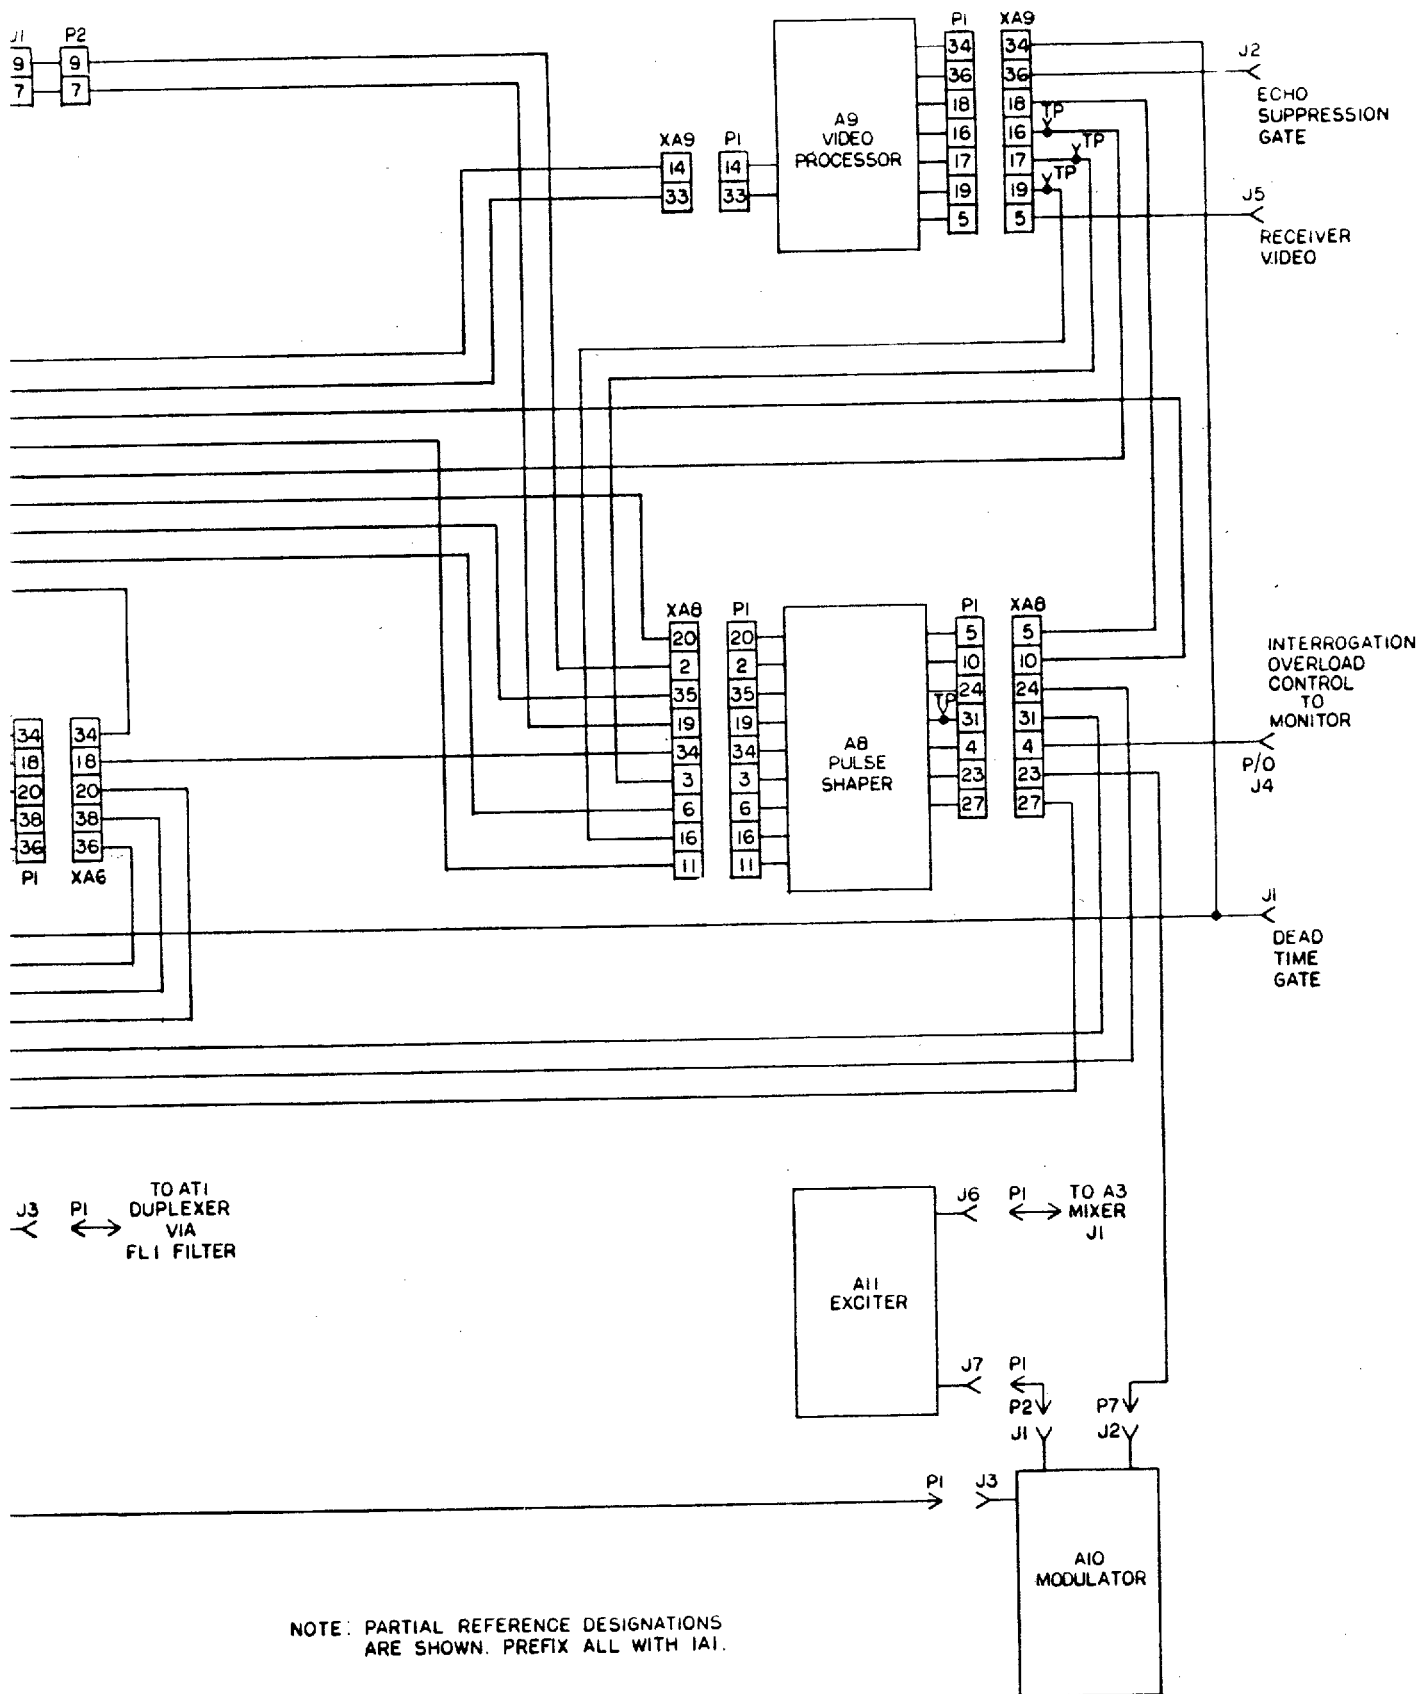 J1 P2
9 9
7 7
P1 XA9
34 34
36 36
18 18
16 16 TP
17 17 TP
19 19 TP
5 5
XA9 P1
14 14
33 33
A9
VIDEO
PROCESSOR
J2
ECHO
SUPPRESSION
GATE
J5
RECEIVER
VIDEO
XA8 P1
20 20
2 2
35 35
19 19
34 34
3 3
6 6
16 16
11 11
A8
PULSE
SHAPER
P1 XA8
5 5
10 10
24 24
TP 31 31
4 4
23 23
27 27
INTERROGATION
OVERLOAD
CONTROL
TO
MONITOR
P/O
J4
34 34
18 18
20 20
38 38
36 36
P1 XA6
J1
DEAD
TIME
GATE
J3 P1
TO AT1
DUPLEXER
VIA
FL1 FILTER
A11
EXCITER
J6 P1
TO A3
MIXER
J1
J7 P1
P2 P7
J1 J2
P1 J3
A10
MODULATOR
NOTE: PARTIAL REFERENCE DESIGNATIONS
ARE SHOWN. PREFIX ALL WITH 1A1.